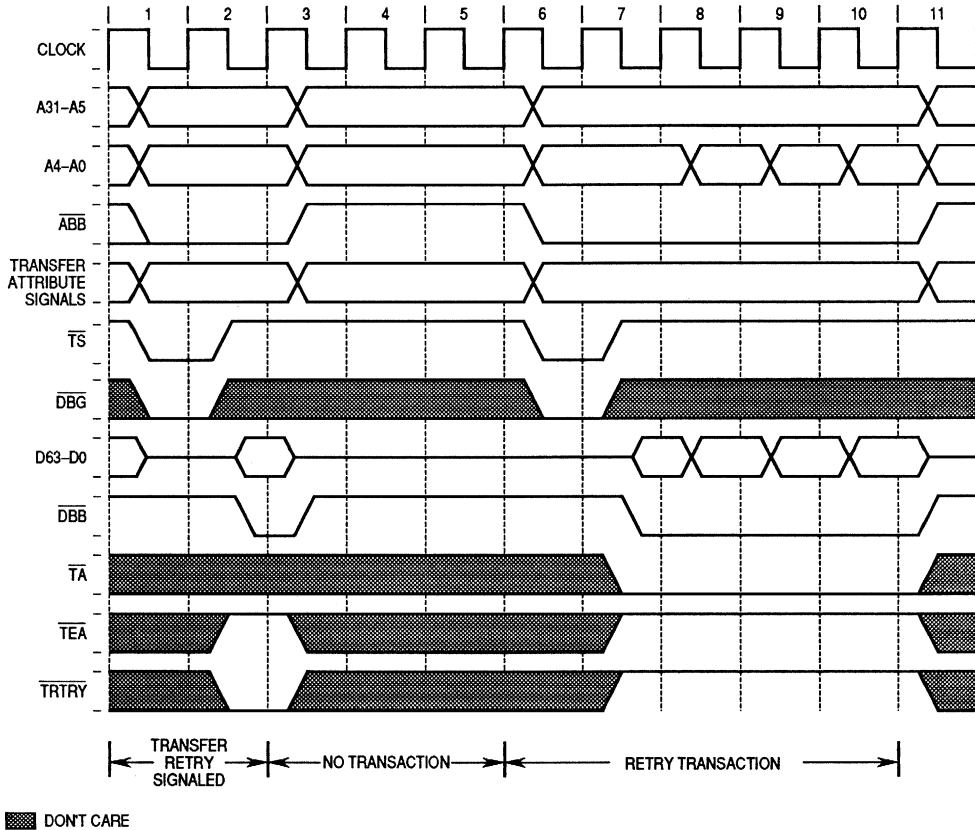 1 2 3 4 5 6 7 8 9 10 11
CLOCK
A31–A5
A4–A0
ABB
TRANSFER
ATTRIBUTE
SIGNALS
TS
DBG
D63–D0
DBB
TA
TEA
TRTRY
TRANSFER
RETRY
SIGNALED
NO TRANSACTION
RETRY TRANSACTION
DON'T CARE